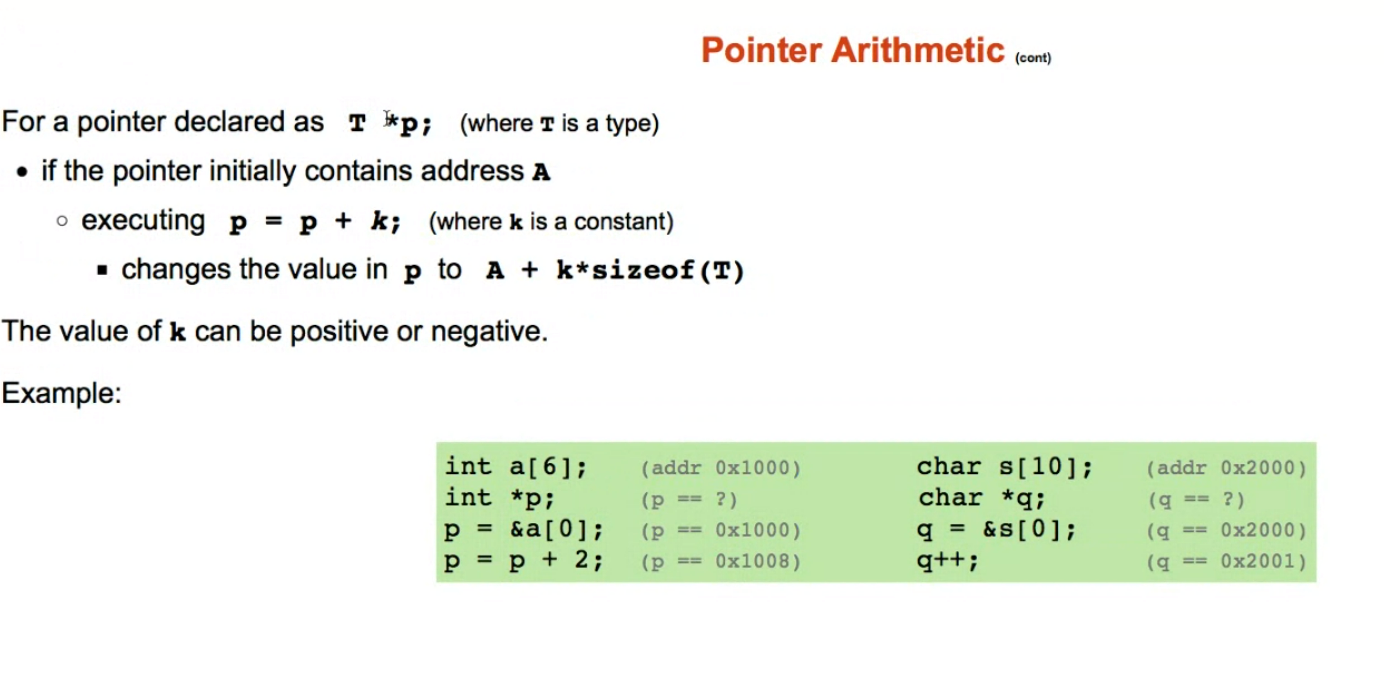 Pointer Arithmetic (cont)
For a pointer declared as T *p; (where T is a type)
• if the pointer initially contains address A
○ executing p = p + k; (where k is a constant)
▪ changes the value in p to A + k*sizeof(T)
The value of k can be positive or negative.
Example:
int a[6]; (addr 0x1000) char s[10]; (addr 0x2000)
int *p; (p == ?) char *q; (q == ?)
p = &a[0]; (p == 0x1000) q = &s[0]; (q == 0x2000)
p = p + 2; (p == 0x1008) q++; (q == 0x2001)